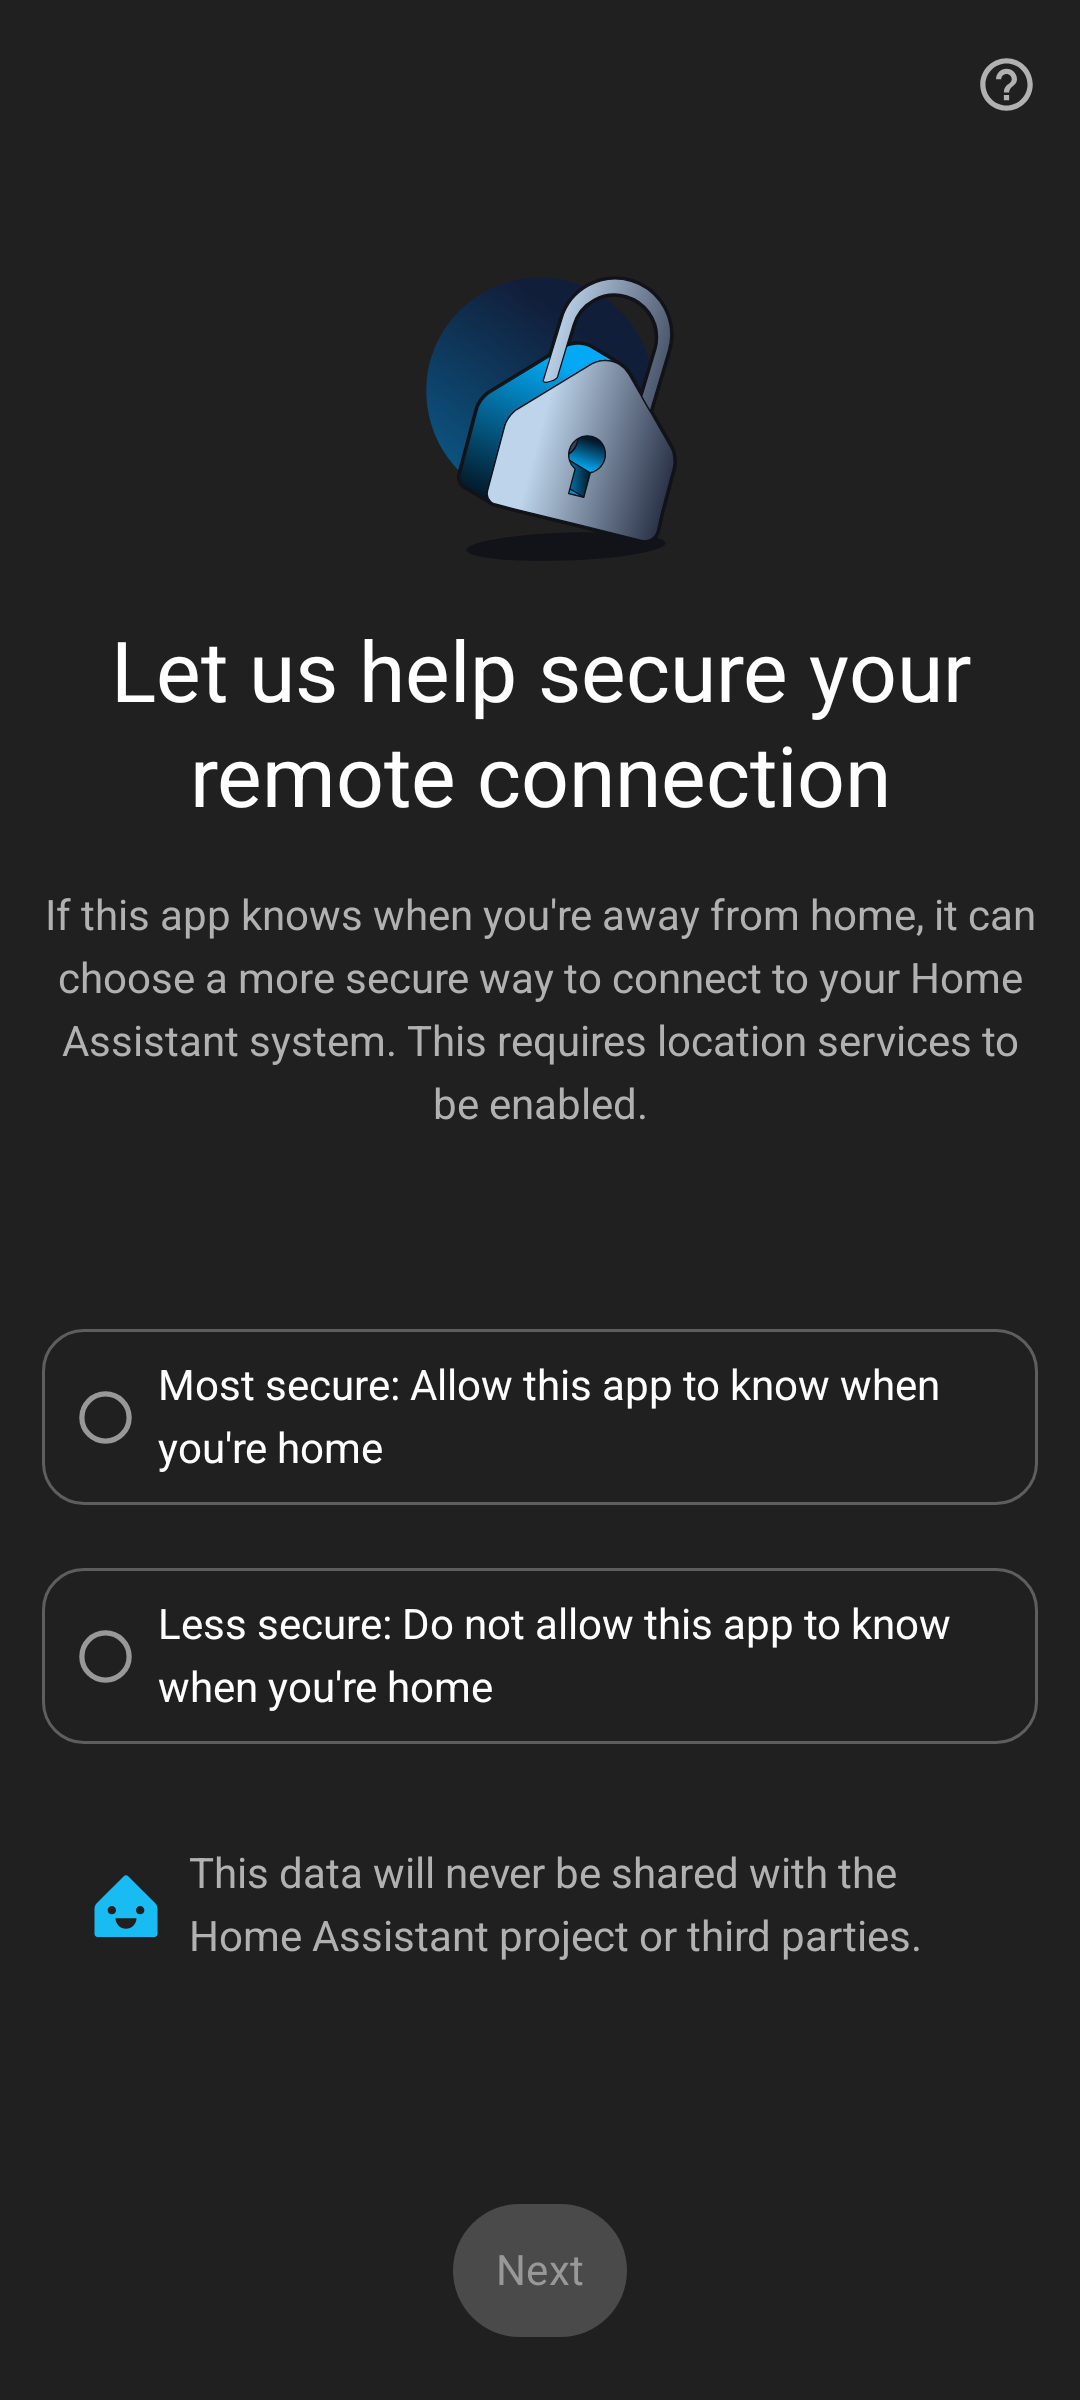 Let us help secure your
remote connection
If this app knows when you're away from home, it can
choose a more secure way to connect to your Home
Assistant system. This requires location services to
be enabled.
Most secure: Allow this app to know when
you're home
Less secure: Do not allow this app to know
when you're home
This data will never be shared with the
Home Assistant project or third parties.
Next